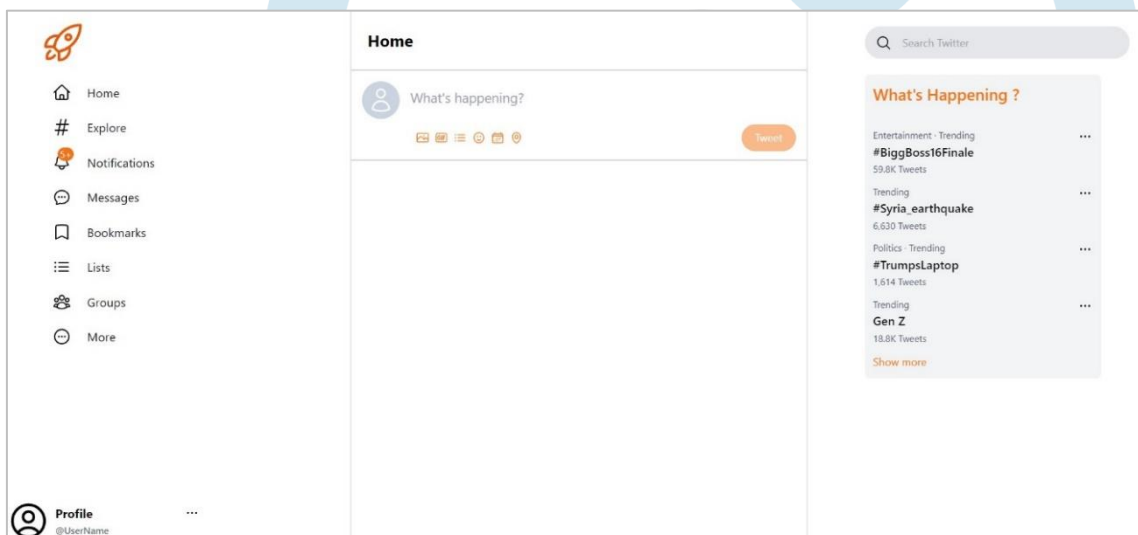 Home
Explore
5+
Notifications
Messages
Bookmarks
Lists
Groups
More
Profile
@UserName
Home
What's happening?
GIF
Tweet
Search Twitter
What's Happening ?
Entertainment · Trending
#BiggBoss16Finale
59.8K Tweets
Trending
#Syria_earthquake
6,630 Tweets
Politics · Trending
#TrumpsLaptop
1,614 Tweets
Trending
Gen Z
18.8K Tweets
Show more